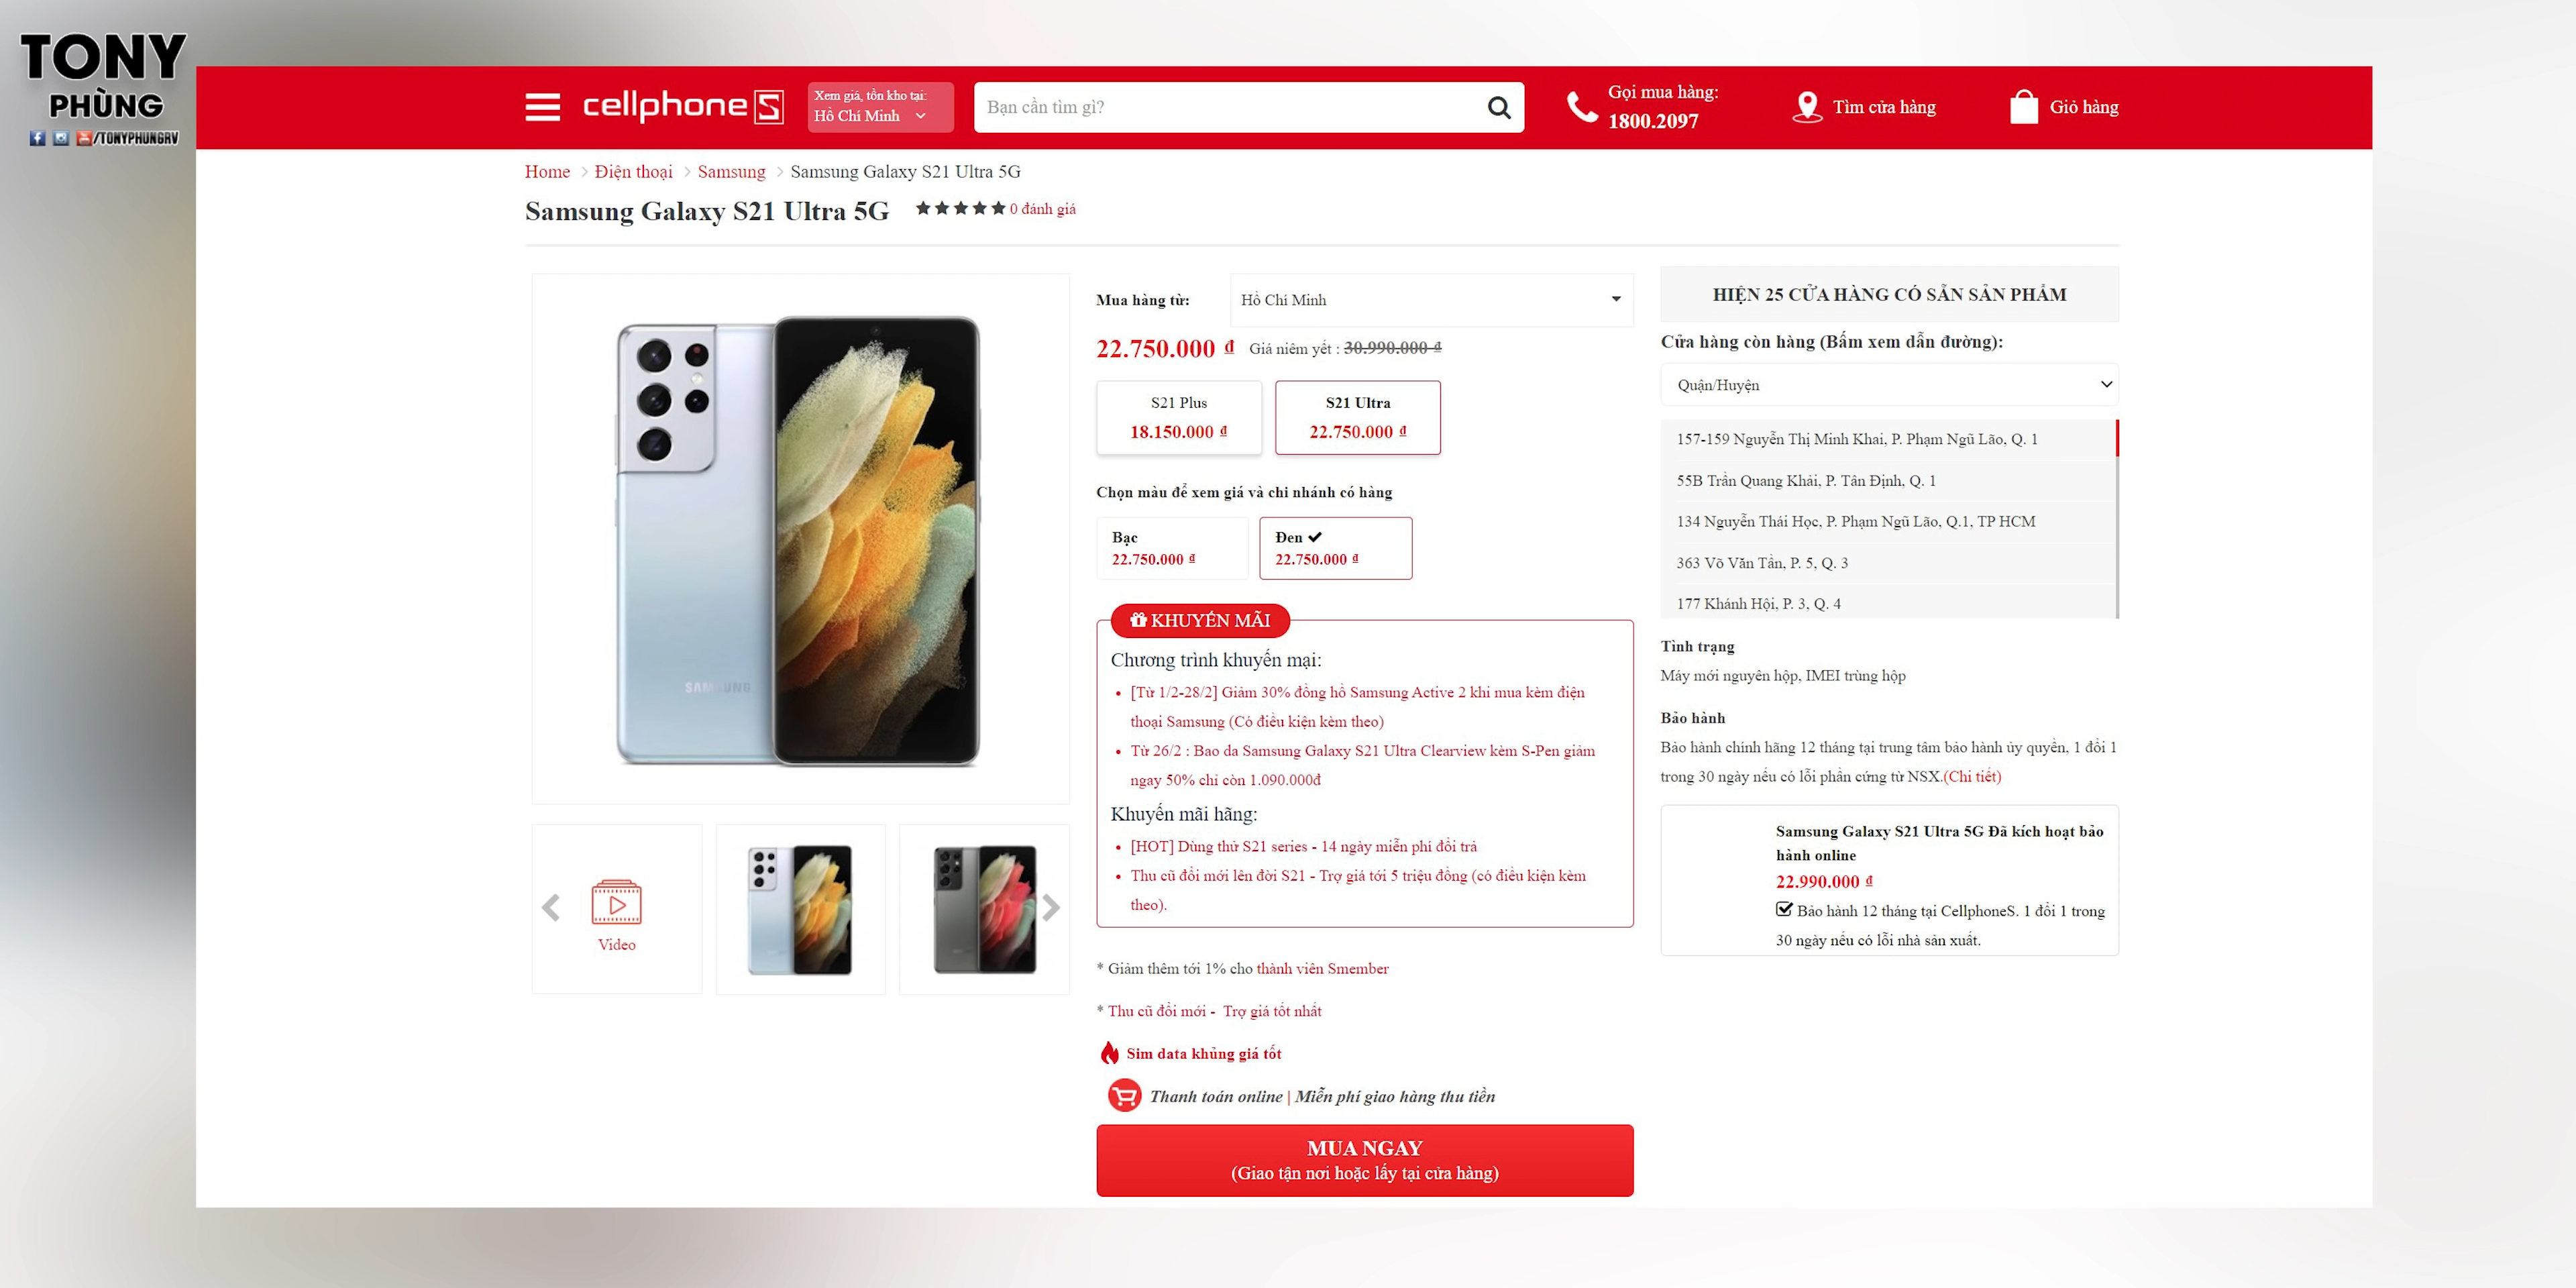 TONY
PHÙNG
/TONYPHUNGRV
cellphoneS
Xem giá, tồn kho tại:
Hồ Chí Minh
Bạn cần tìm gì?
Gọi mua hàng:
1800.2097
Tìm cửa hàng
Giỏ hàng
Home > Điện thoại > Samsung > Samsung Galaxy S21 Ultra 5G
Samsung Galaxy S21 Ultra 5G ★★★★★ 0 đánh giá
SAMSUNG
Video
Mua hàng từ: Hồ Chí Minh
22.750.000 ₫ Giá niêm yết : 30.990.000 ₫
S21 Plus
18.150.000 ₫
S21 Ultra
22.750.000 ₫
Chọn màu để xem giá và chi nhánh có hàng
Bạc
22.750.000 ₫
Đen ✔
22.750.000 ₫
KHUYẾN MÃI
Chương trình khuyến mại:
• [Từ 1/2-28/2] Giảm 30% đồng hồ Samsung Active 2 khi mua kèm điện
thoại Samsung (Có điều kiện kèm theo)
• Từ 26/2 : Bao da Samsung Galaxy S21 Ultra Clearview kèm S-Pen giảm
ngay 50% chỉ còn 1.090.000đ
Khuyến mãi hãng:
• [HOT] Dùng thử S21 series - 14 ngày miễn phí đổi trả
• Thu cũ đổi mới lên đời S21 - Trợ giá tới 5 triệu đồng (có điều kiện kèm
theo).
* Giảm thêm tới 1% cho thành viên Smember
* Thu cũ đổi mới - Trợ giá tốt nhất
Sim data khủng giá tốt
Thanh toán online | Miễn phí giao hàng thu tiền
MUA NGAY
(Giao tận nơi hoặc lấy tại cửa hàng)
HIỆN 25 CỬA HÀNG CÓ SẴN SẢN PHẨM
Cửa hàng còn hàng (Bấm xem dẫn đường):
Quận/Huyện
157-159 Nguyễn Thị Minh Khai, P. Phạm Ngũ Lão, Q. 1
55B Trần Quang Khải, P. Tân Định, Q. 1
134 Nguyễn Thái Học, P. Phạm Ngũ Lão, Q.1, TP HCM
363 Võ Văn Tần, P. 5, Q. 3
177 Khánh Hội, P. 3, Q. 4
Tình trạng
Máy mới nguyên hộp, IMEI trùng hộp
Bảo hành
Bảo hành chính hãng 12 tháng tại trung tâm bảo hành ủy quyền, 1 đổi 1
trong 30 ngày nếu có lỗi phần cứng từ NSX.(Chi tiết)
Samsung Galaxy S21 Ultra 5G Đã kích hoạt bảo
hành online
22.990.000 ₫
Bảo hành 12 tháng tại CellphoneS. 1 đổi 1 trong
30 ngày nếu có lỗi nhà sản xuất.